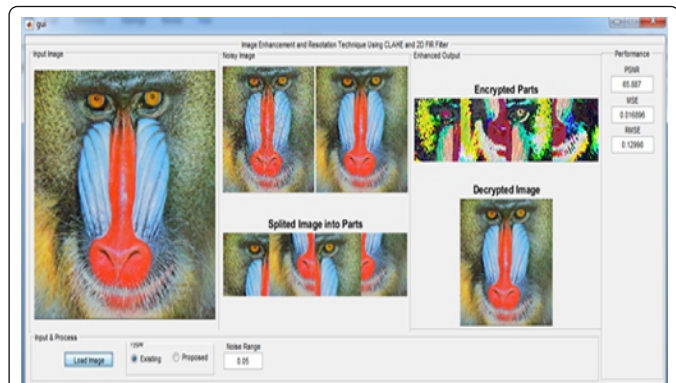 gui
Image Enhancement and Resotation Technique Using CLAME and 2D FIR Filter
Input Image
Noisy Image
Enhanced Output
Performance
PSNR
65.887
MSE
0.016896
RMSE
0.12998
Encrypted Parts
Decrypted Image
Splited Image into Parts
Input & Process
Load Image
Type
Existing
Proposed
Noise Range
0.05